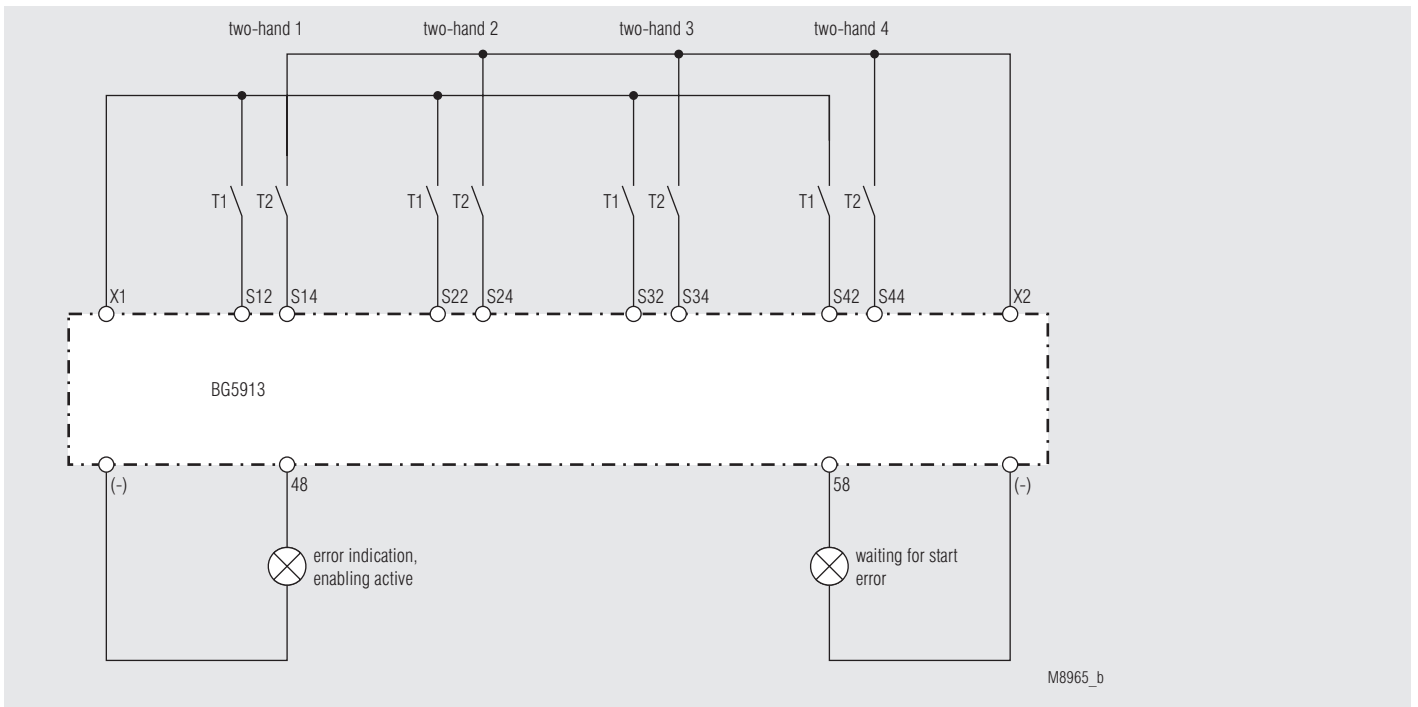 two-hand 1
two-hand 2
two-hand 3
two-hand 4
T1
T2
T1
T2
T1
T2
T1
T2
X1
S12
S14
S22
S24
S32
S34
S42
S44
X2
BG5913
(-)
48
58
(-)
error indication,
enabling active
waiting for start
error
M8965_b